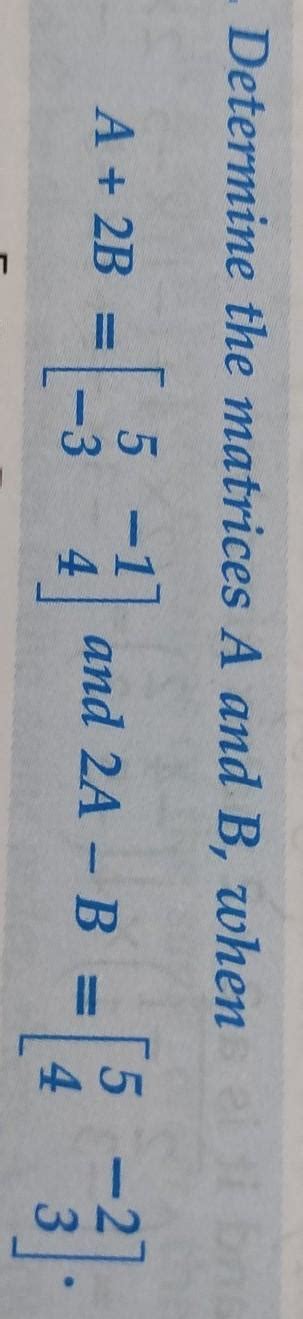 Determine the matrices A and B, when
A + 2B = [ 5 -1
-3 4 ] and 2A - B = [ 5 -2
4 3 ].